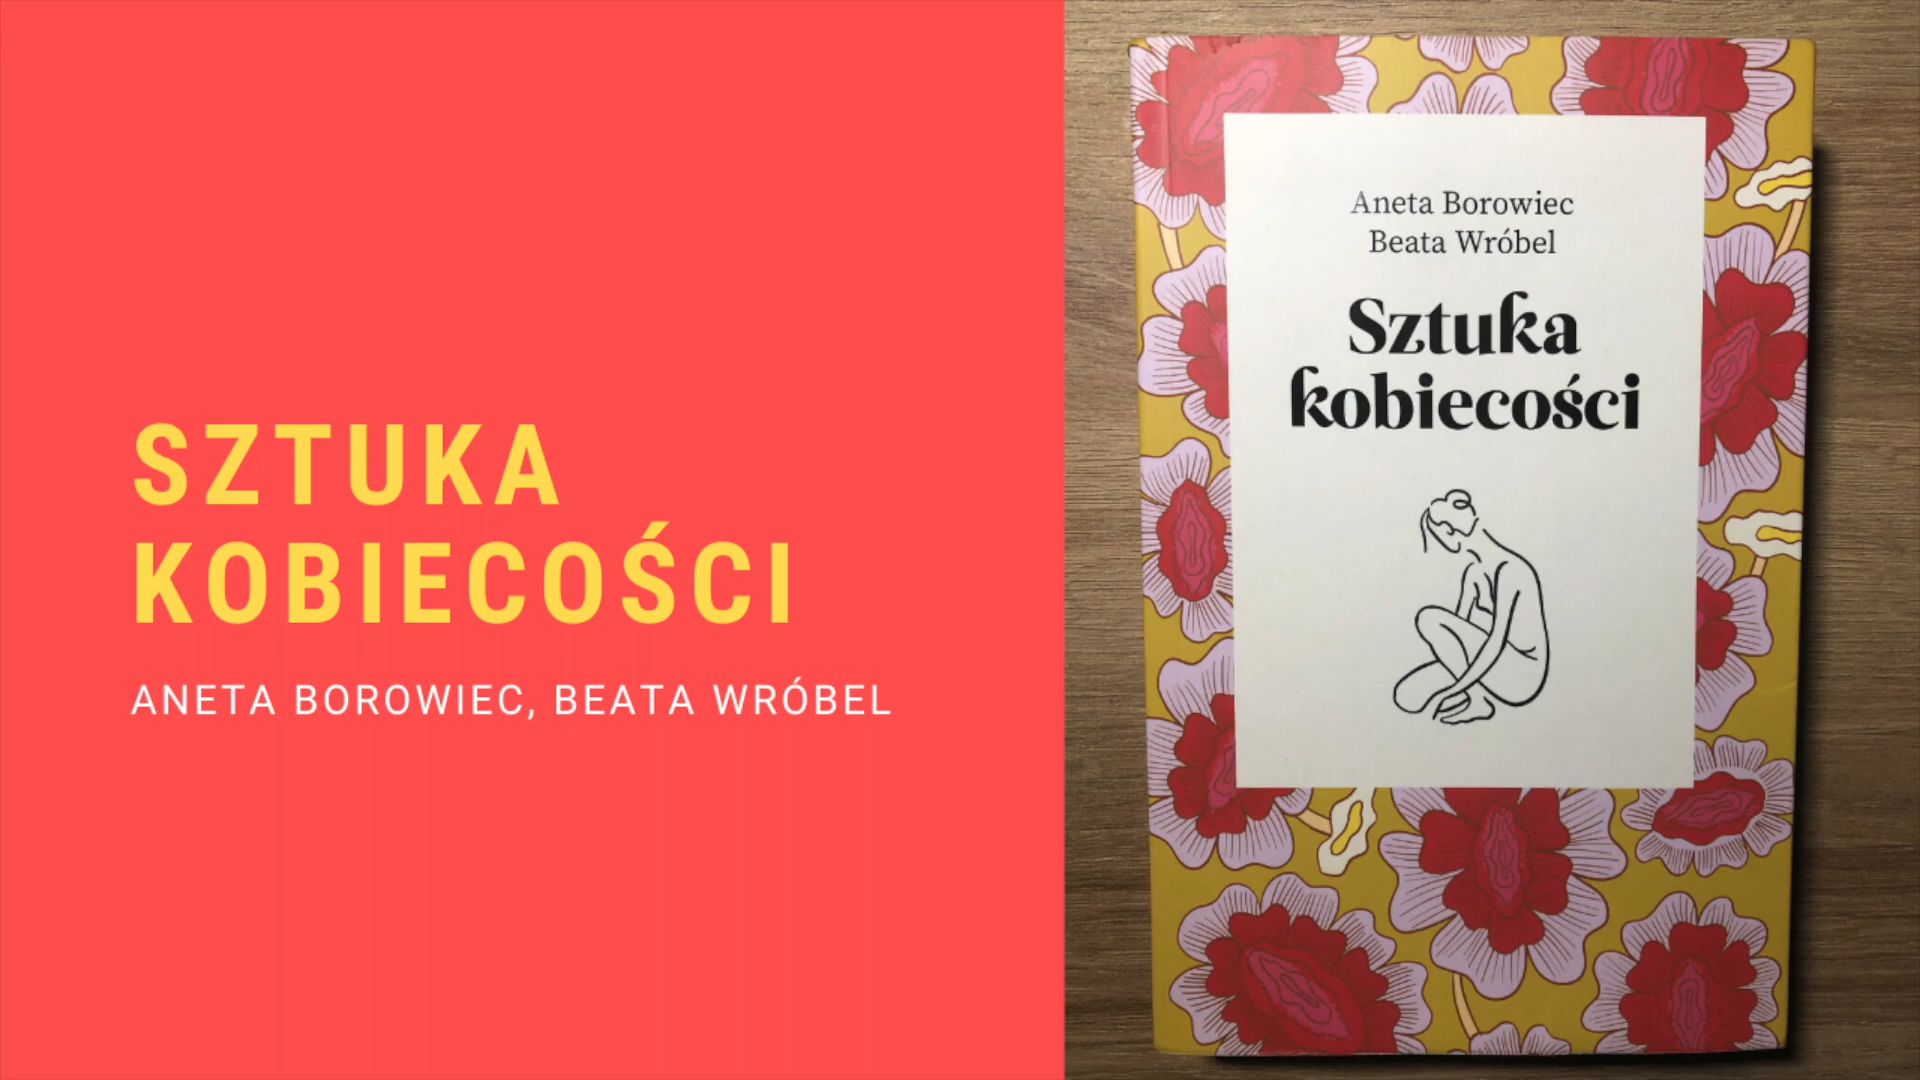 SZTUKA
KOBIECOŚCI
ANETA BOROWIEC, BEATA WRÓBEL
Aneta Borowiec
Beata Wróbel
Sztuka
kobiecości